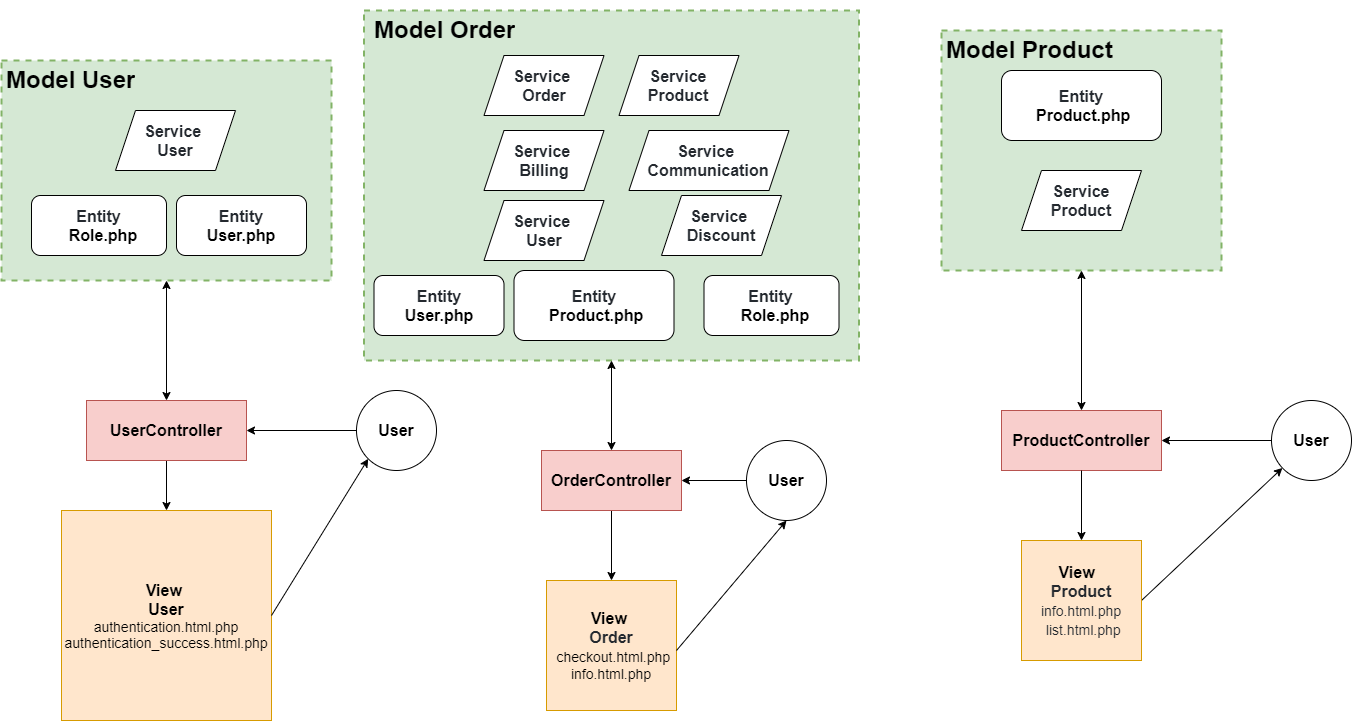 Model User
Service
User
Entity
Role.php
Entity
User.php
UserController
User
View
User
authentication.html.php
authentication_success.html.php
Model Order
Service
Order
Service
Product
Service
Billing
Service
Communication
Service
User
Service
Discount
Entity
User.php
Entity
Product.php
Entity
Role.php
OrderController
User
View
Order
checkout.html.php
info.html.php
Model Product
Entity
Product.php
Service
Product
ProductController
User
View
Product
info.html.php
list.html.php